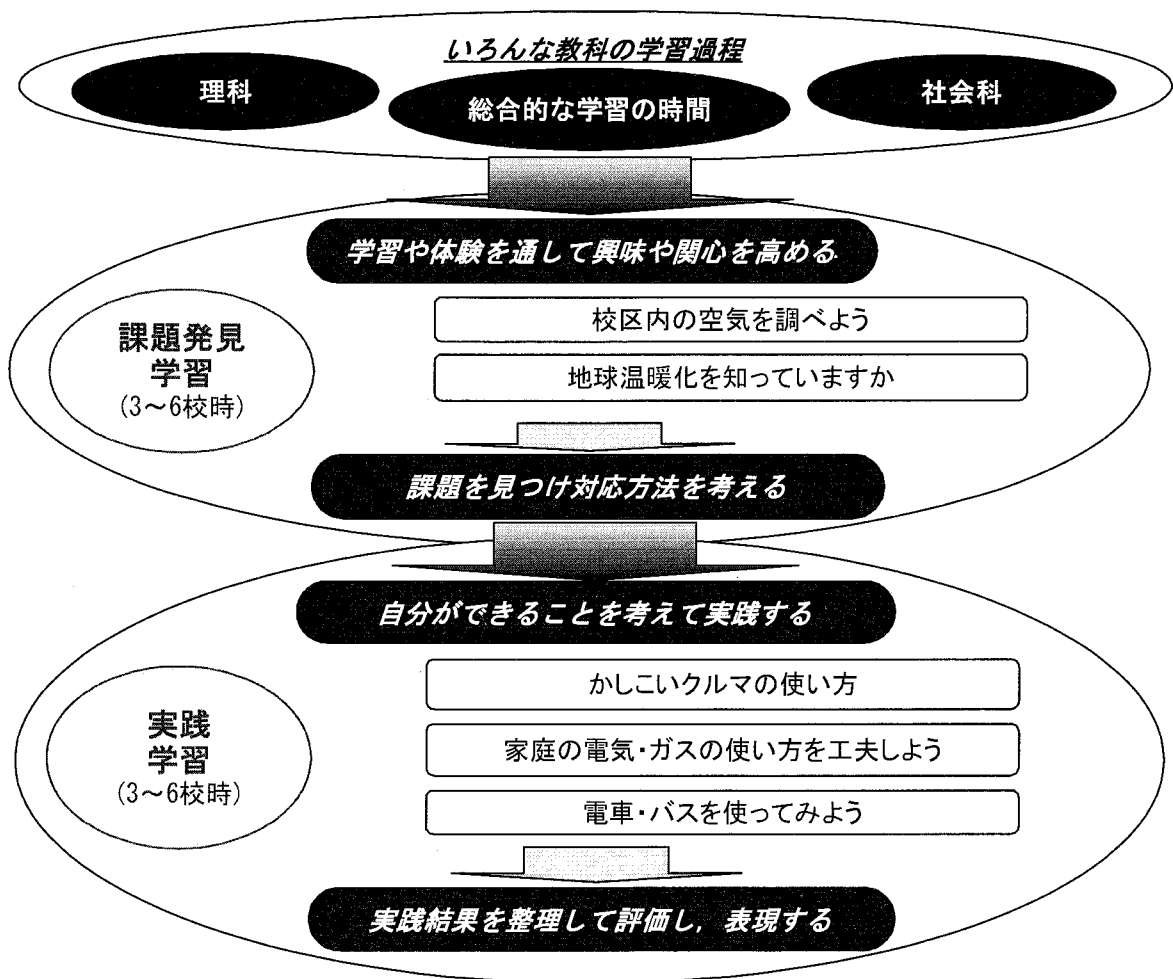 いろんな教科の学習過程
理科
総合的な学習の時間
社会科
学習や体験を通して興味や関心を高める
課題発見
学習
(3～6校時)
校区内の空気を調べよう
地球温暖化を知っていますか
課題を見つけ対応方法を考える
自分ができることを考えて実践する
実践
学習
(3～6校時)
かしこいクルマの使い方
家庭の電気・ガスの使い方を工夫しよう
電車・バスを使ってみよう
実践結果を整理して評価し，表現する